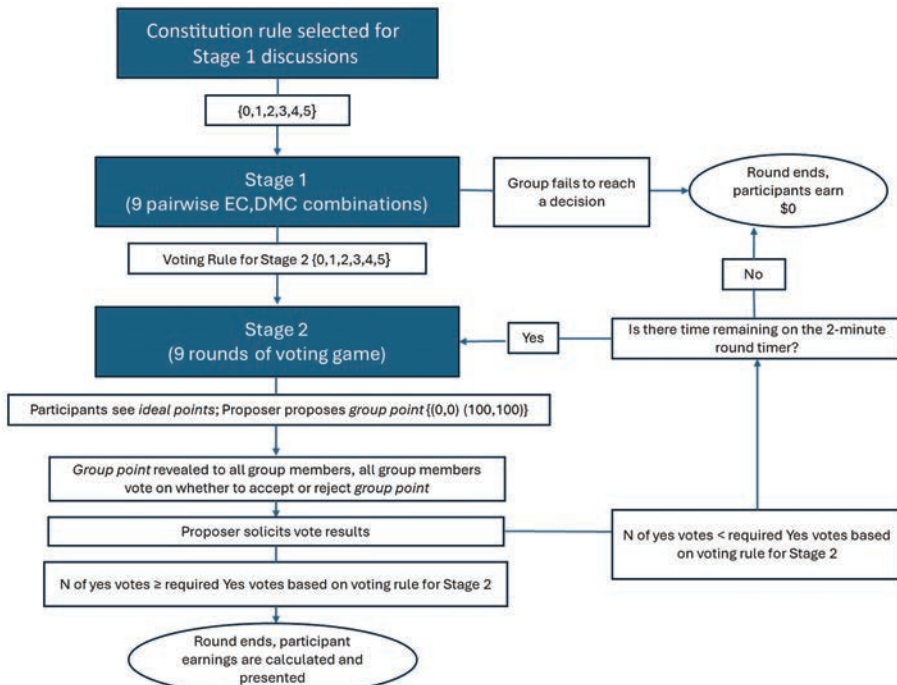 Constitution rule selected for
Stage 1 discussions
{0,1,2,3,4,5}
Stage 1
(9 pairwise EC,DMC combinations)
Group fails to reach
a decision
Round ends,
participants earn
$0
Voting Rule for Stage 2 {0,1,2,3,4,5}
No
Stage 2
(9 rounds of voting game)
Yes
Is there time remaining on the 2-minute
round timer?
Participants see ideal points; Proposer proposes group point {(0,0) (100,100)}
Group point revealed to all group members, all group members
vote on whether to accept or reject group point
Proposer solicits vote results
N of yes votes < required Yes votes based
on voting rule for Stage 2
N of yes votes ≥ required Yes votes based on voting rule for Stage 2
Round ends, participant
earnings are calculated and
presented